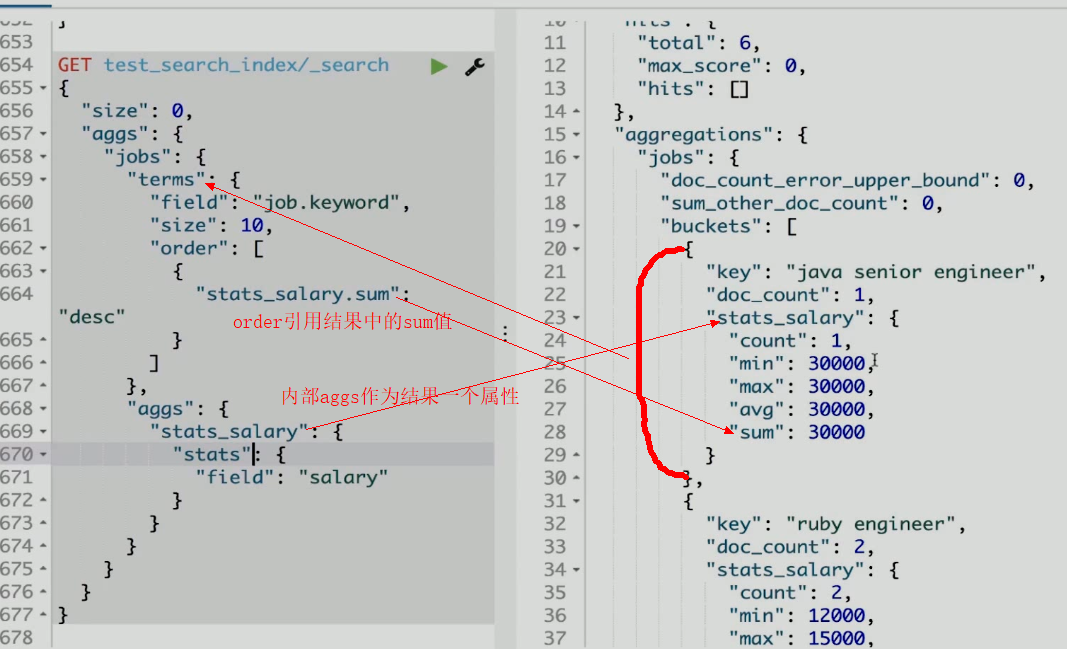 653
654 GET test_search_index/_search
655 {
656 "size": 0,
657 "aggs": {
658 "jobs": {
659 "terms": {
660 "field": "job.keyword",
661 "size": 10,
662 "order": [
663 {
664 "stats_salary.sum":
"desc"
order引用结果中的sum值
665 }
666 ]
667 },
内部aggs作为结果一个属性
668 "aggs": {
669 "stats_salary": {
670 "stats": {
671 "field": "salary"
672 }
673 }
674 }
675 }
676 }
677 }
678
10 "hits": {
11 "total": 6,
12 "max_score": 0,
13 "hits": []
14 },
15 "aggregations": {
16 "jobs": {
17 "doc_count_error_upper_bound": 0,
18 "sum_other_doc_count": 0,
19 "buckets": [
20 {
21 "key": "java senior engineer",
22 "doc_count": 1,
23 "stats_salary": {
24 "count": 1,
25 "min": 30000,
26 "max": 30000,
27 "avg": 30000,
28 "sum": 30000
29 }
30 },
31 {
32 "key": "ruby engineer",
33 "doc_count": 2,
34 "stats_salary": {
35 "count": 2,
36 "min": 12000,
37 "max": 15000,